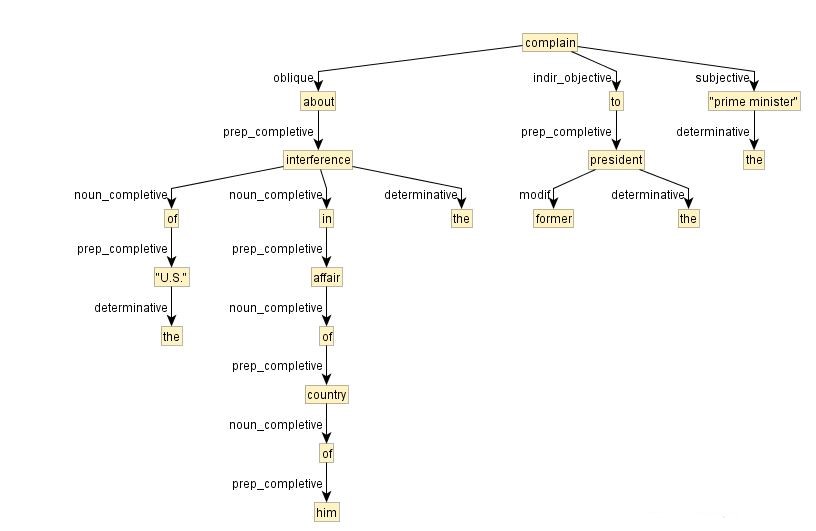 complain
oblique indir_objective subjective
about to "prime minister"
prep_completive prep_completive determinative
interference president the
noun_completive noun_completive determinative modif determinative
of in the former the
prep_completive prep_completive
"U.S." affair
determinative noun_completive
the of
prep_completive
country
noun_completive
of
prep_completive
him